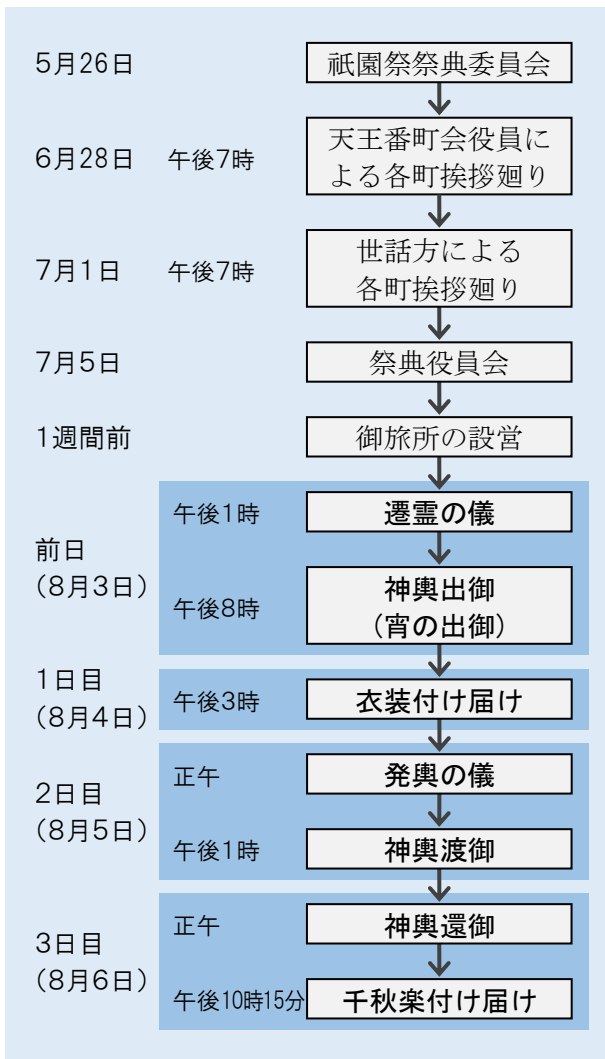 5月26日
祇園祭祭典委員会
6月28日 午後7時
天王番町会役員に
よる各町挨拶廻り
7月1日 午後7時
世話方による
各町挨拶廻り
7月5日
祭典役員会
1週間前
御旅所の設営
前日
（8月3日）
午後1時
遷霊の儀
午後8時
神輿出御
（宵の出御）
1日目
（8月4日）
午後3時
衣装付け届け
2日目
（8月5日）
正午
発輿の儀
午後1時
神輿渡御
3日目
（8月6日）
正午
神輿還御
午後10時15分
千秋楽付け届け